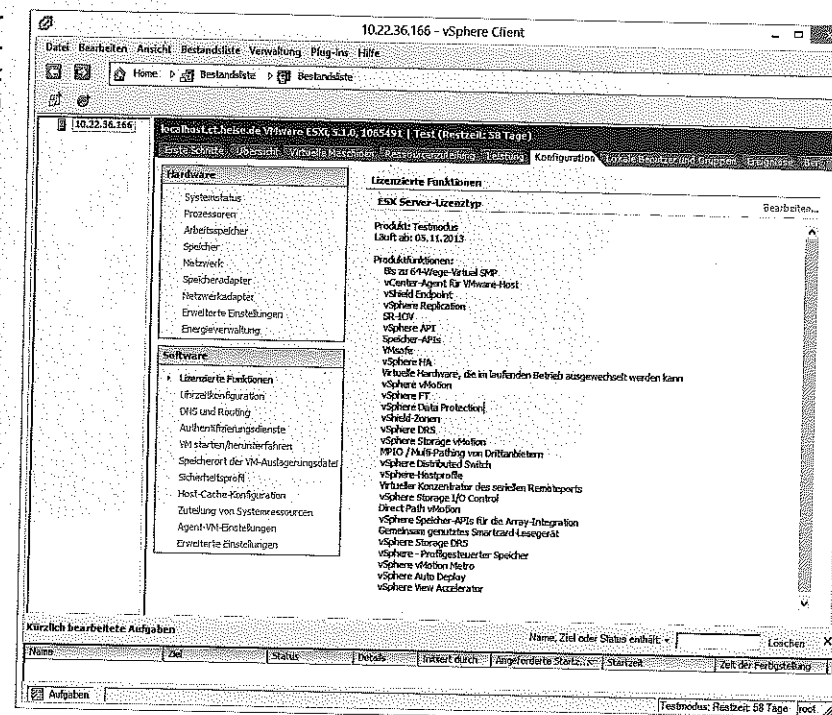 10.22.36.166 - vSphere Client
Datei Bearbeiten Ansicht Bestandsliste Verwaltung Plug-ins Hilfe
Home Bestandsliste Bestandsliste
10.22.36.166
localhost.ct.heise.de VMware ESXi, 5.1.0, 1065491 | Test (Restzeit: 58 Tage)
Erste Schritte Übersicht Virtuelle Maschinen Ressourcenzuteilung Leistung Konfiguration Lokale Benutzer und Gruppen Ereignisse Ber
Hardware
Systemstatus
Prozessoren
Arbeitsspeicher
Speicher
Netzwerk
Speicheradapter
Netzwerkadapter
Erweiterte Einstellungen
Energieverwaltung
Software
Lizenzierte Funktionen
Uhrzeitkonfiguration
DNS und Routing
Authentifizierungsdienste
VM starten/herunterfahren
Speicherort der VM-Auslagerungsdatei
Sicherheitsprofil
Host-Cache-Konfiguration
Zuteilung von Systemressourcen
Agent-VM-Einstellungen
Erweiterte Einstellungen
Lizenzierte Funktionen
ESX Server-Lizenztyp
Bearbeiten...
Produkt: Testmodus
Läuft ab: 05.11.2013
Produktfunktionen:
Bis zu 64-Wege-Virtual SMP
vCenter-Agent für VMware-Host
vShield Endpoint
vSphere Replication
SR-IOV
vSphere API
Speicher-APIs
VMsafe
vSphere HA
Virtuelle Hardware, die im laufenden Betrieb ausgewechselt werden kann
vSphere vMotion
vSphere FT
vSphere Data Protection
vShield-Zonen
vSphere DRS
vSphere Storage vMotion
MPIO / Multi-Pathing von Drittanbietern
vSphere Distributed Switch
vSphere-Hostprofile
Virtueller Konzentrator des seriellen Remoteports
vSphere Storage I/O Control
Direct Path vMotion
vSphere Speicher-APIs für die Array-Integration
Gemeinsam genutztes Smartcard-Lesegerät
vSphere Storage DRS
vSphere - Profilgesteuerter Speicher
vSphere vMotion Metro
vSphere Auto Deploy
vSphere View Accelerator
Kürzlich bearbeitete Aufgaben
Name, Ziel oder Status enthält: Löschen X
Name Ziel Status Details Initiiert durch Angeforderte Startz... Startzeit Zeit der Fertigstellung
Aufgaben
Testmodus: Restzeit: 58 Tage root